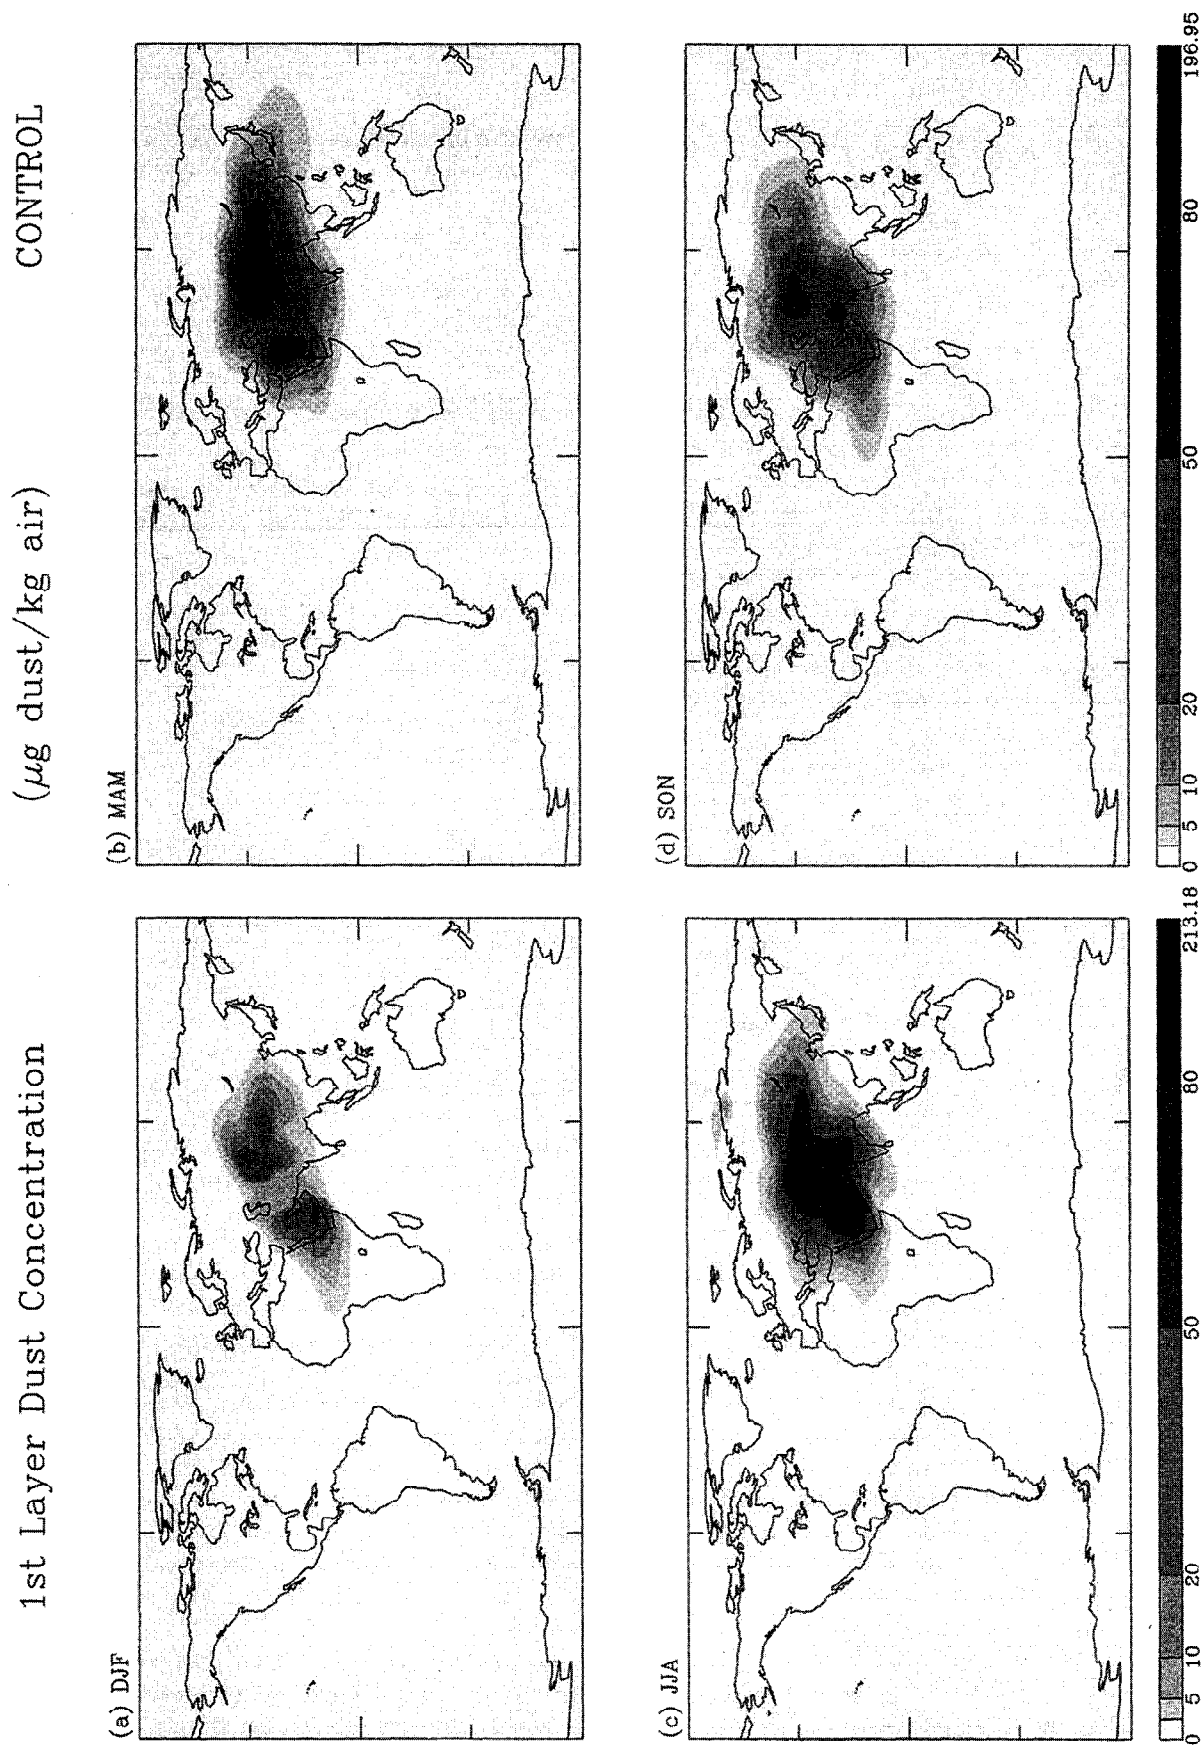 1st Layer Dust Concentration (μg dust/kg air) CONTROL
(a) DJF
(b) MAM
(c) JJA
(d) SON
0 5 10 20 50 80 213.18
0 5 10 20 50 80 196.95